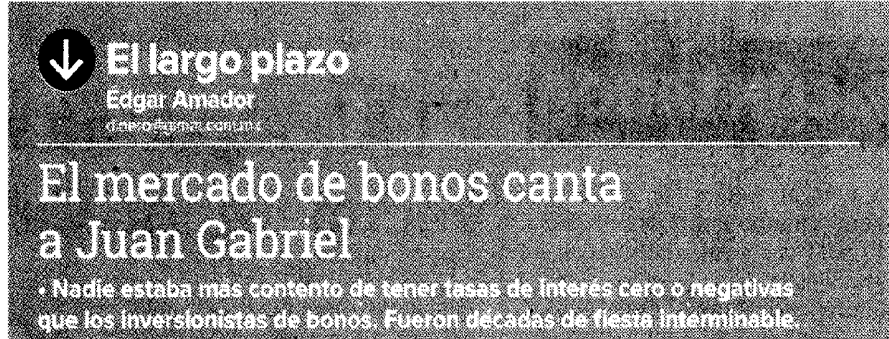 El largo plazo
Edgar Amador
El mercado de bonos canta
a Juan Gabriel
• Nadie estaba más contento de tener tasas de interés cero o negativas
que los inversionistas de bonos. Fueron décadas de fiesta interminable.